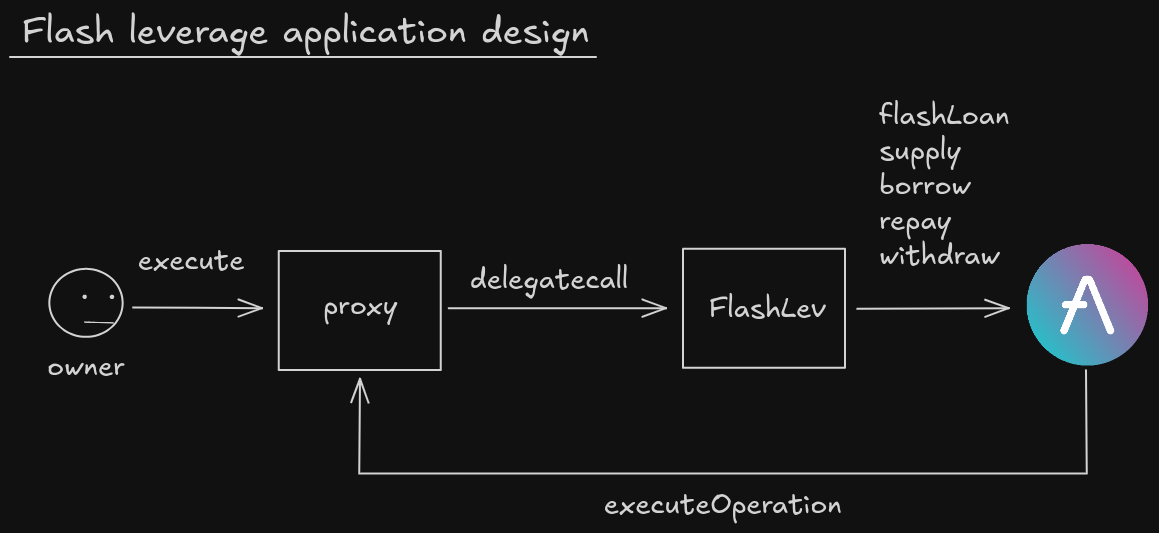 Flash leverage application design
flashLoan
supply
borrow
repay
withdraw
execute
delegatecall
proxy
FlashLev
owner
executeOperation